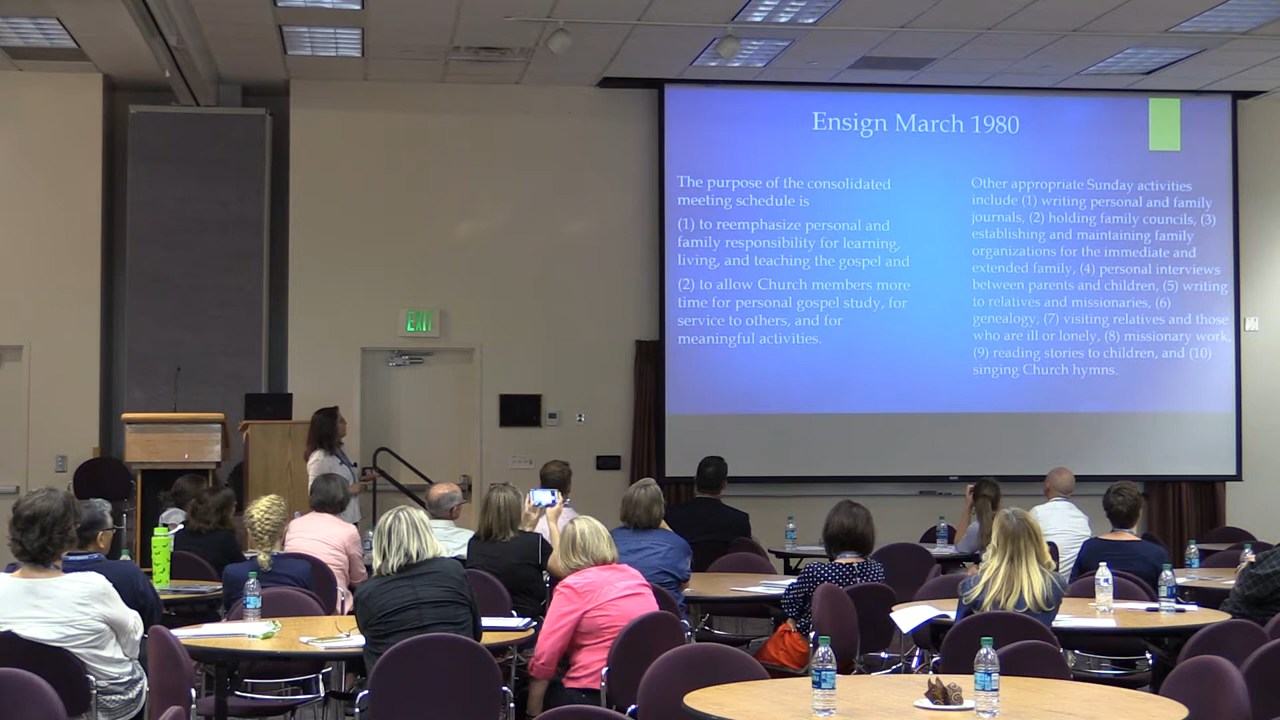 Ensign March 1980
The purpose of the consolidated
meeting schedule is
(1) to reemphasize personal and
family responsibility for learning,
living, and teaching the gospel and
(2) to allow Church members more
time for personal gospel study, for
service to others, and for
meaningful activities.
Other appropriate Sunday activities
include (1) writing personal and family
journals, (2) holding family councils, (3)
establishing and maintaining family
organizations for the immediate and
extended family, (4) personal interviews
between parents and children, (5) writing
to relatives and missionaries, (6)
genealogy, (7) visiting relatives and those
who are ill or lonely, (8) missionary work,
(9) reading stories to children, and (10)
singing Church hymns.
EXIT